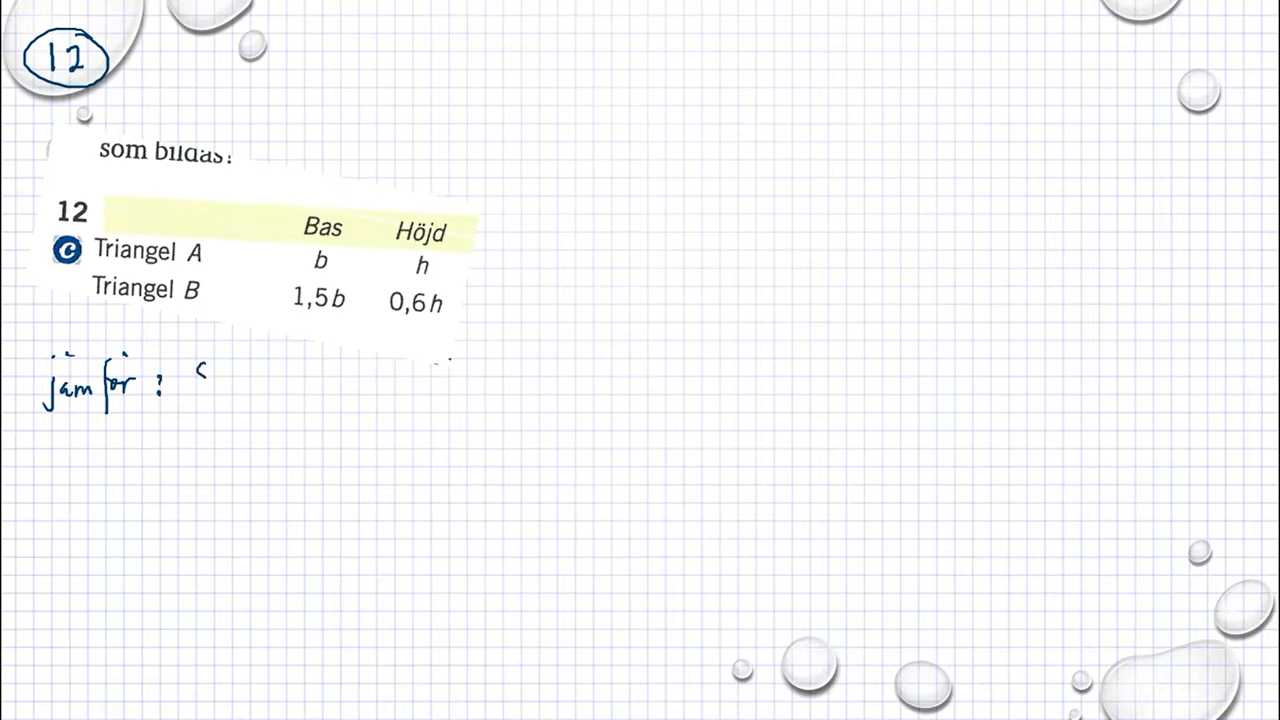 12
som bildas?
12 Bas Höjd
C Triangel A b h
Triangel B 1,5b 0,6h
jämför :